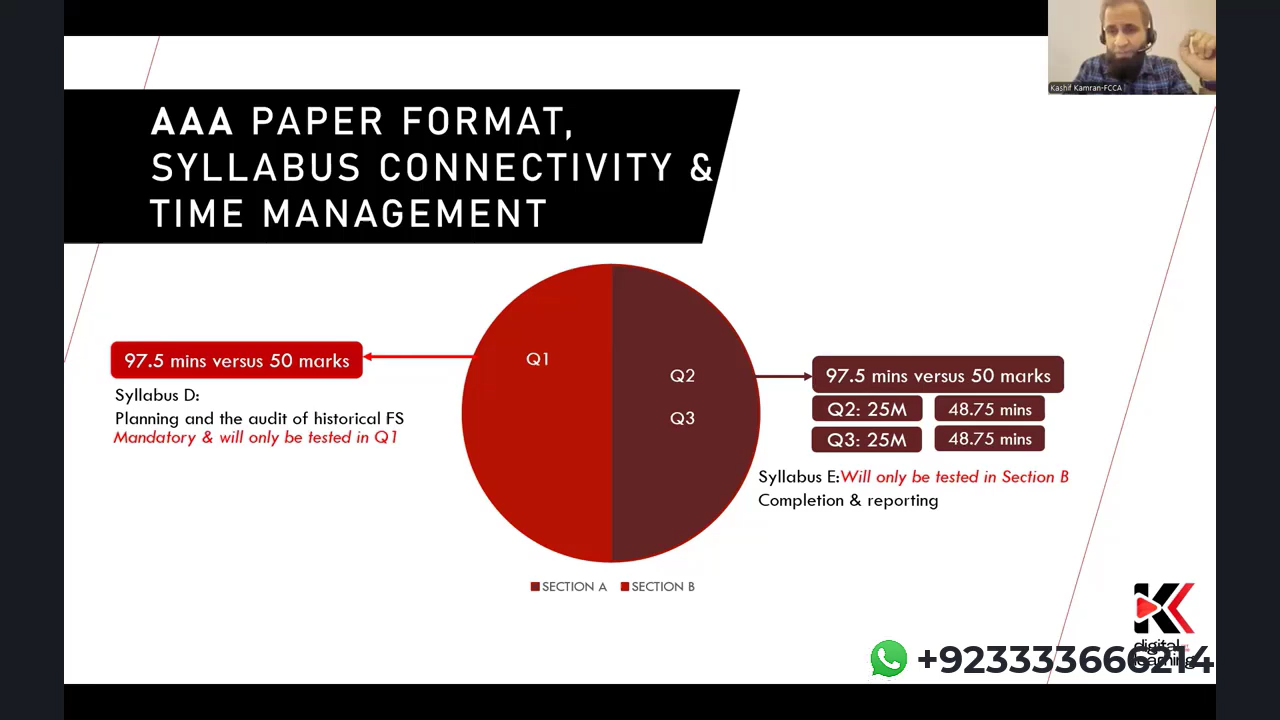 Kashif Kamran-FCCA
AAA PAPER FORMAT,
SYLLABUS CONNECTIVITY &
TIME MANAGEMENT
Q1
Q2
Q3
97.5 mins versus 50 marks
Syllabus D:
Planning and the audit of historical FS
Mandatory & will only be tested in Q1
97.5 mins versus 50 marks
Q2: 25M 48.75 mins
Q3: 25M 48.75 mins
Syllabus E:Will only be tested in Section B
Completion & reporting
SECTION A SECTION B
digital
learning
+923333666214